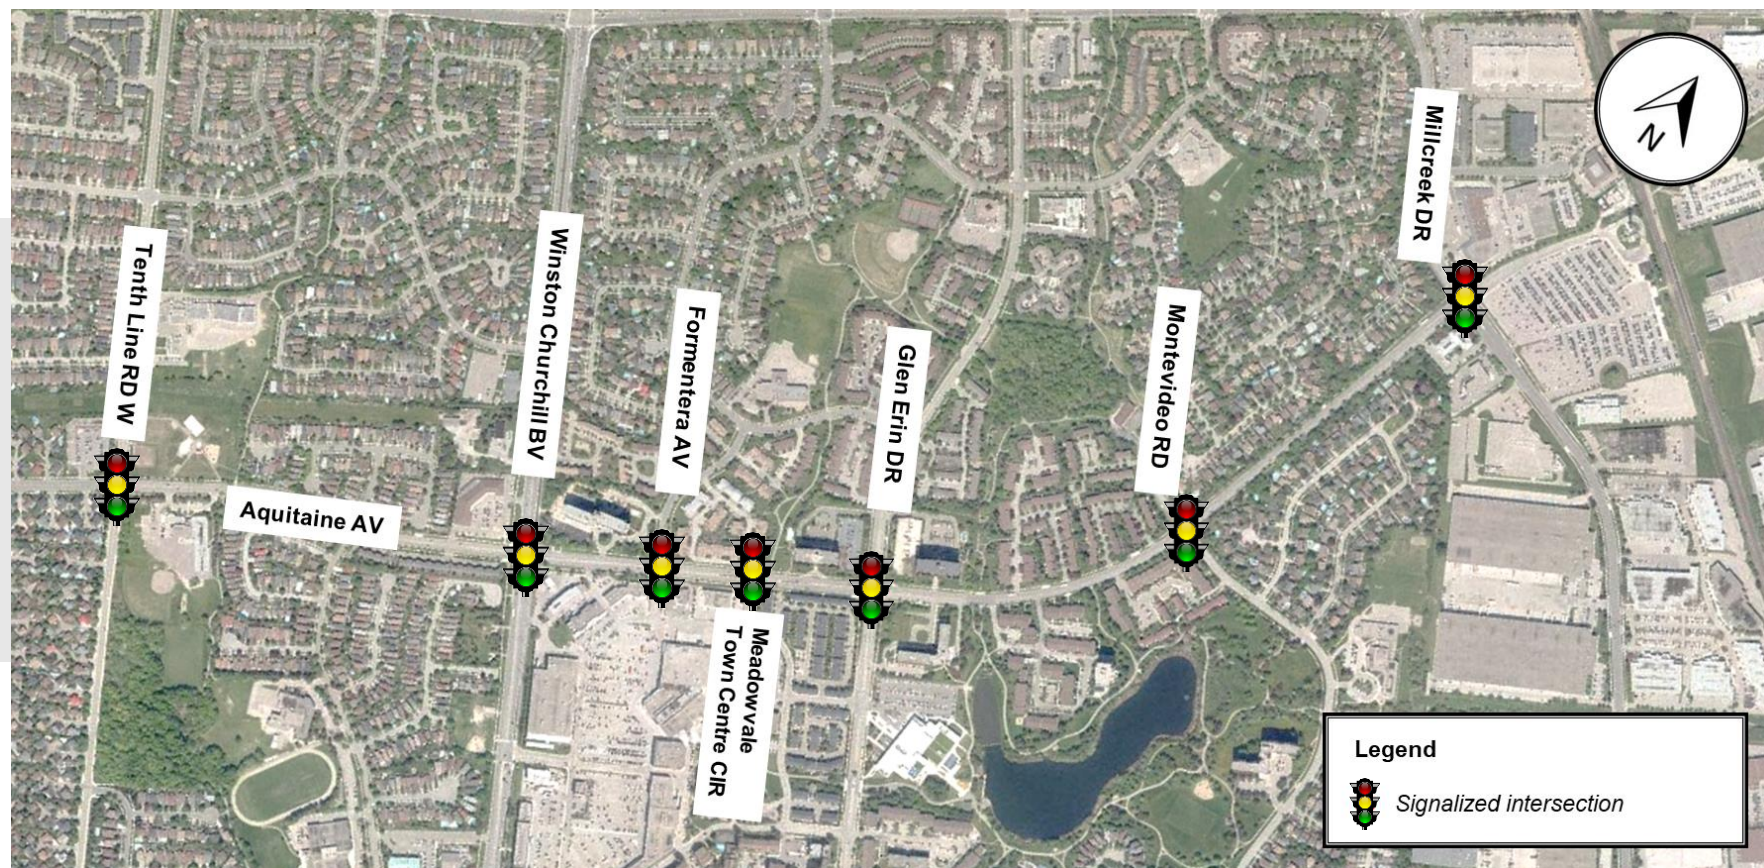 Millcreek DR
N
Tenth Line RD W
Winston Churchill BV
Formentera AV
Glen Erin DR
Montevideo RD
Aquitaine AV
Meadowvale
Town Centre CIR
Legend
Signalized intersection